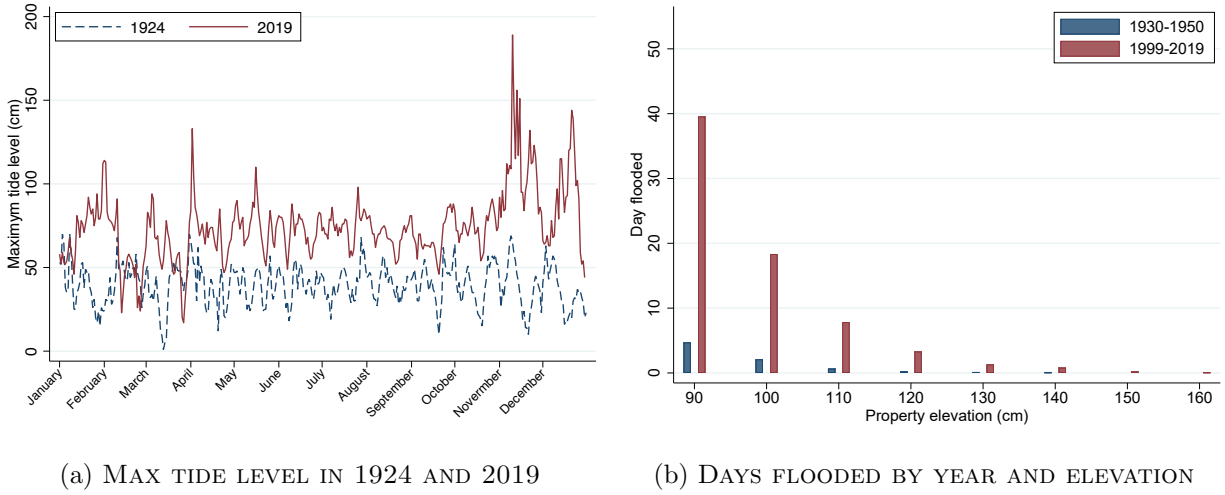 1924 2019
200
150
100
50
0
Maximym tide level (cm)
January February March April May June July August September October Novermber December
(a) Max tide level in 1924 and 2019
1930-1950
1999-2019
50
40
30
20
10
0
Day flooded
90 100 110 120 130 140 150 160
Property elevation (cm)
(b) Days flooded by year and elevation